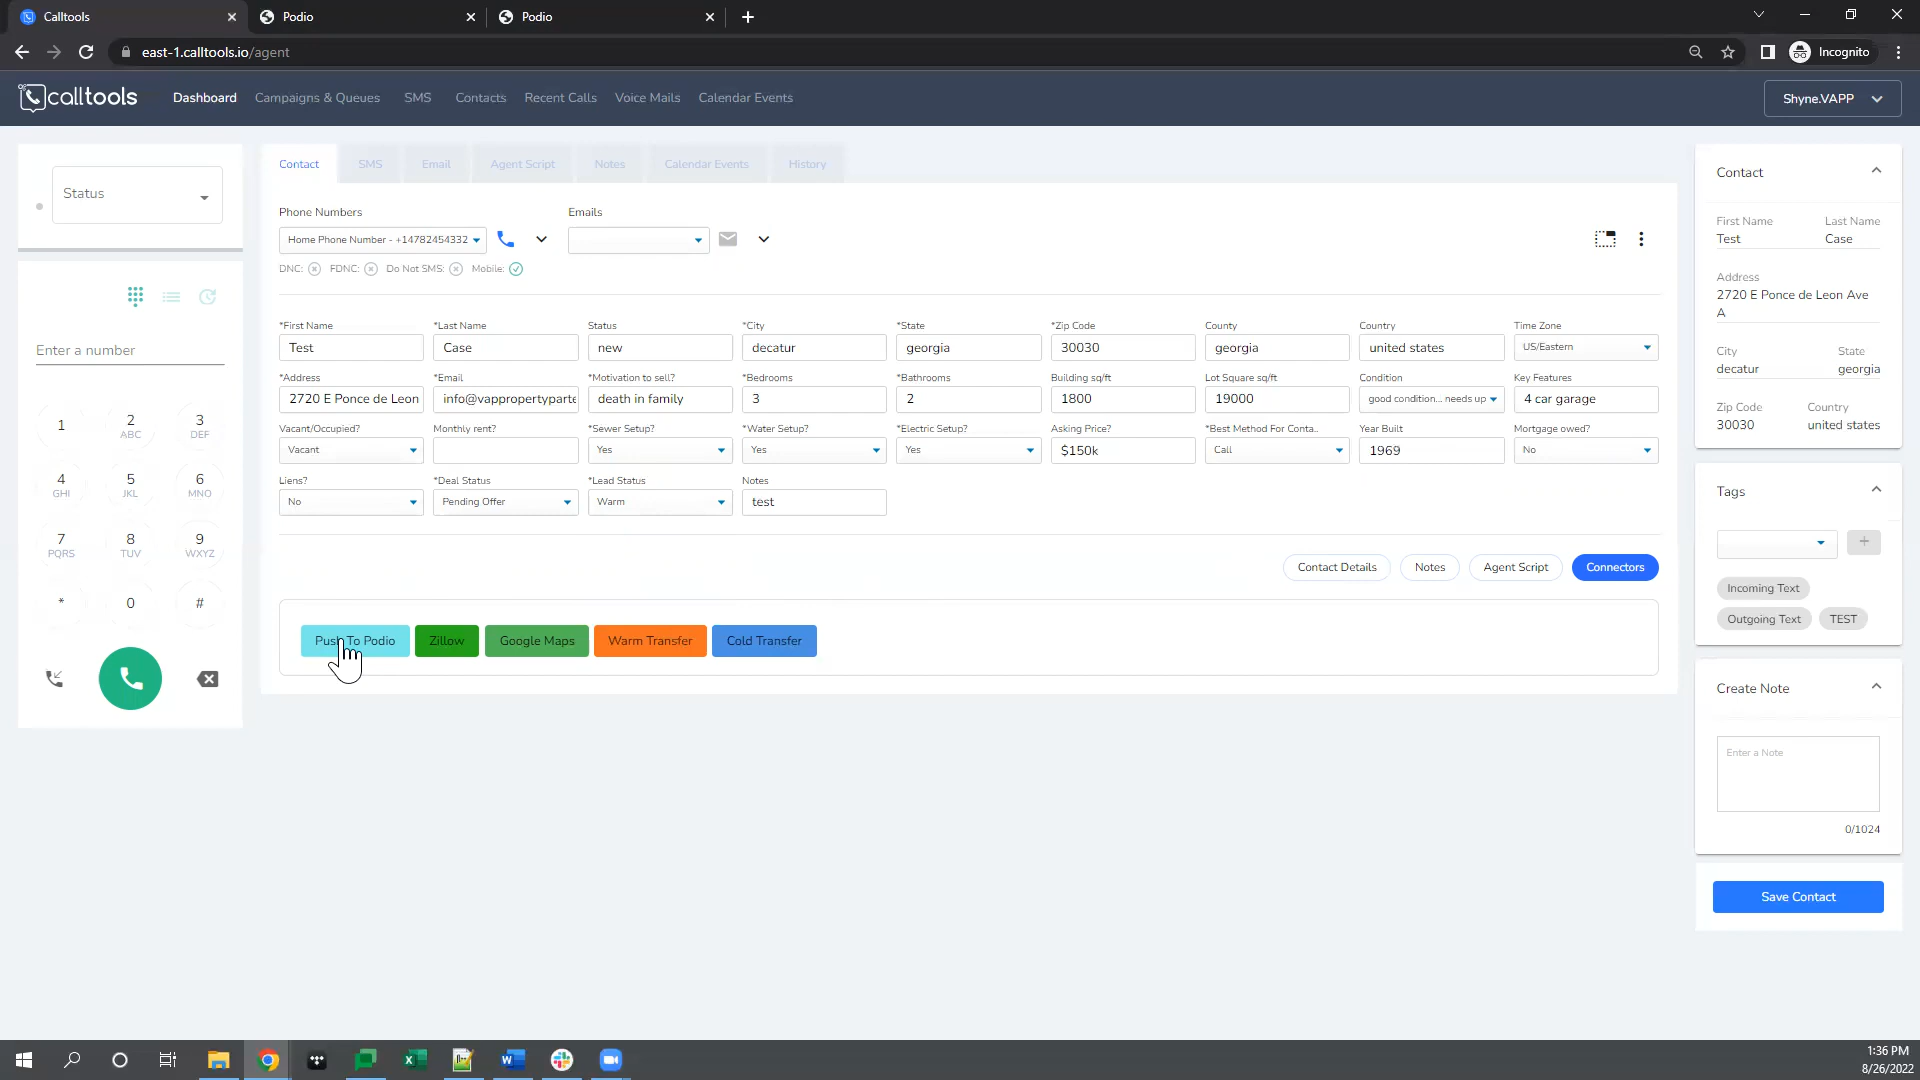 Calltools
Podio
Podio
east-1.calltools.io/agent
Incognito
calltools
Dashboard
Campaigns & Queues
SMS
Contacts
Recent Calls
Voice Mails
Calendar Events
Shyne.VAPP
Status
Enter a number
1
2
ABC
3
DEF
4
GHI
5
JKL
6
MNO
7
PQRS
8
TUV
9
WXYZ
*
0
#
Contact
SMS
Email
Agent Script
Notes
Calendar Events
History
Phone Numbers
Emails
Home Phone Number - +14782454332
DNC: FDNC: Do Not SMS: Mobile:
*First Name *Last Name Status *City *State *Zip Code County Country Time Zone
Test Case new decatur georgia 30030 georgia united states US/Eastern
*Address *Email *Motivation to sell? *Bedrooms *Bathrooms Building sq/ft Lot Square sq/ft Condition Key Features
2720 E Ponce de Leon info@vappropertyparte death in family 3 2 1800 19000 good condition... needs up 4 car garage
Vacant/Occupied? Monthly rent? *Sewer Setup? *Water Setup? *Electric Setup? Asking Price? *Best Method For Conta.. Year Built Mortgage owed?
Vacant Yes Yes Yes $150k Call 1969 No
Liens? *Deal Status *Lead Status Notes
No Pending Offer Warm test
Contact Details
Notes
Agent Script
Connectors
Push To Podio
Zillow
Google Maps
Warm Transfer
Cold Transfer
Contact
First Name Last Name
Test Case
Address
2720 E Ponce de Leon Ave
A
City State
decatur georgia
Zip Code Country
30030 united states
Tags
+
Incoming Text
Outgoing Text
TEST
Create Note
Enter a Note
0/1024
Save Contact
1:36 PM
8/26/2022